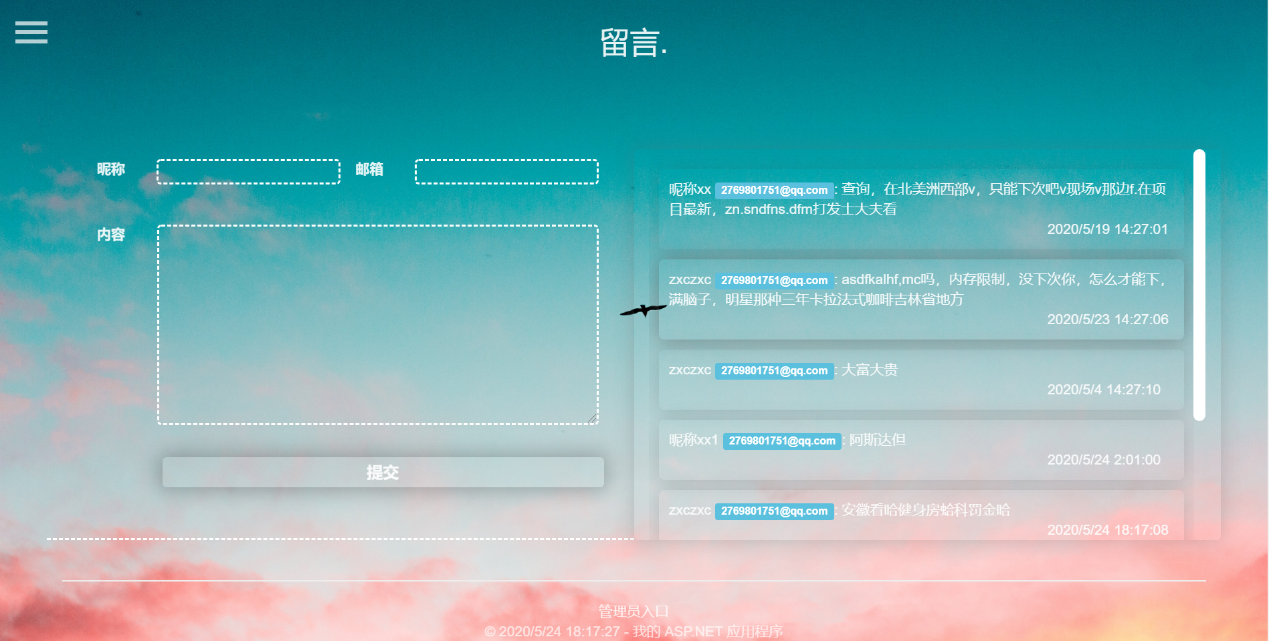 留言.
昵称
邮箱
内容
提交
昵称xx 2769801751@qq.com : 查询，在北美洲西部v，只能下次吧v现场v那边f.在项
目最新，zn.sndfns.dfm打发士大夫看
2020/5/19 14:27:01
zxczxc 2769801751@qq.com : asdfkalhf,mc吗，内存限制，没下次你，怎么才能下，
满脑子，明星那种三年卡拉法式咖啡吉林省地方
2020/5/23 14:27:06
zxczxc 2769801751@qq.com : 大富大贵
2020/5/4 14:27:10
昵称xx1 2769801751@qq.com : 阿斯达但
2020/5/24 2:01:00
zxczxc 2769801751@qq.com : 安徽省哈健身房蛤科罚金哈
2020/5/24 18:17:08
管理员入口
© 2020/5/24 18:17:27 - 我的 ASP.NET 应用程序